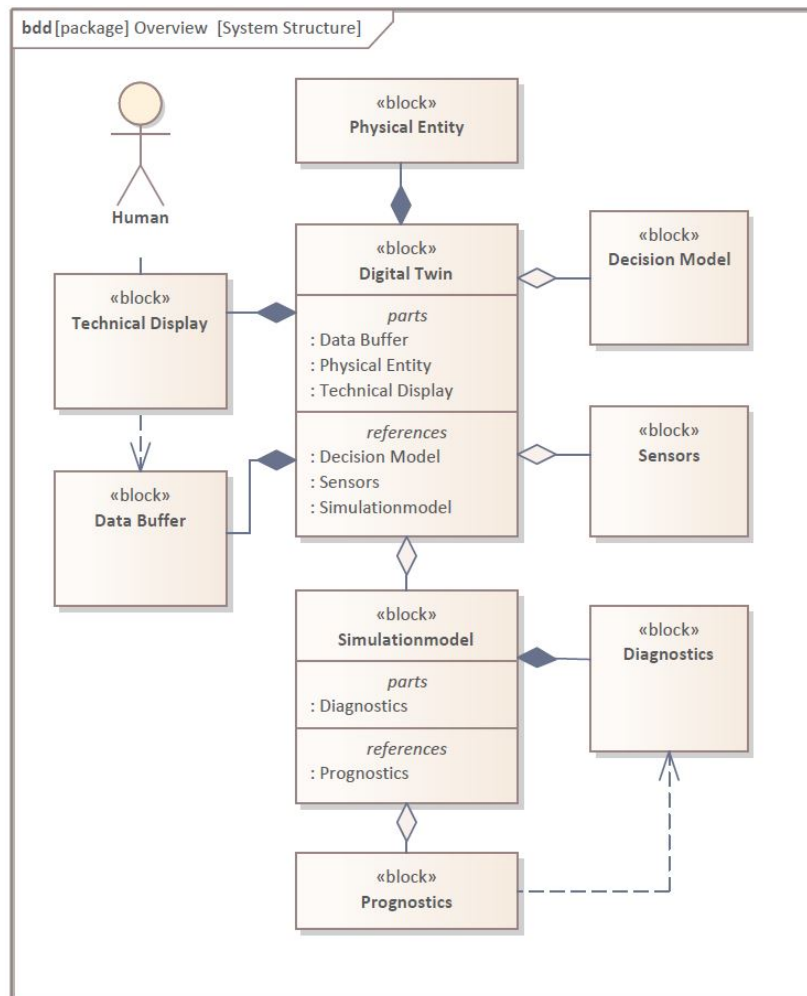 bdd [package] Overview [System Structure]
«block»
Physical Entity
Human
«block»
Digital Twin
parts
: Data Buffer
: Physical Entity
: Technical Display
references
: Decision Model
: Sensors
: Simulationmodel
«block»
Decision Model
«block»
Technical Display
«block»
Sensors
«block»
Data Buffer
«block»
Simulationmodel
parts
: Diagnostics
references
: Prognostics
«block»
Diagnostics
«block»
Prognostics